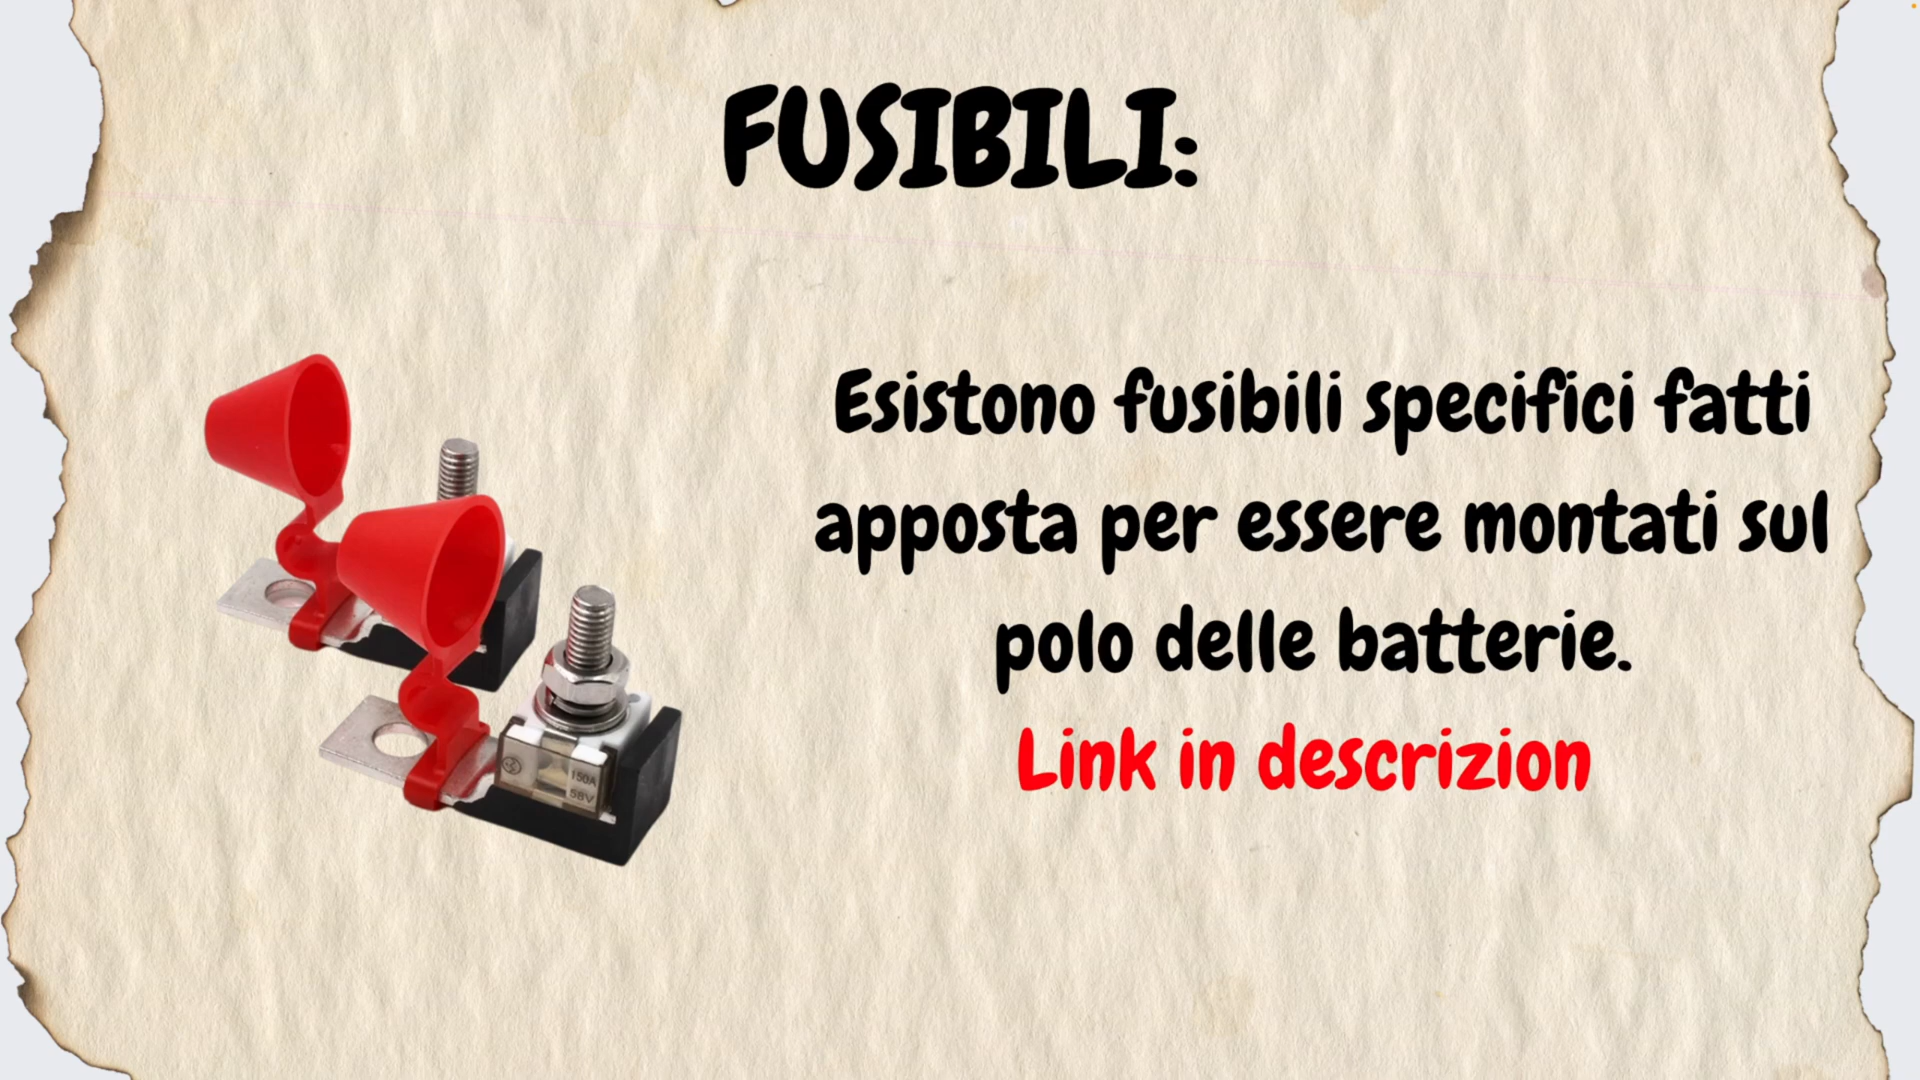 FUSIBILI:
Esistono fusibili specifici fatti
apposta per essere montati sul
polo delle batterie.
Link in descrizion
150A
58V